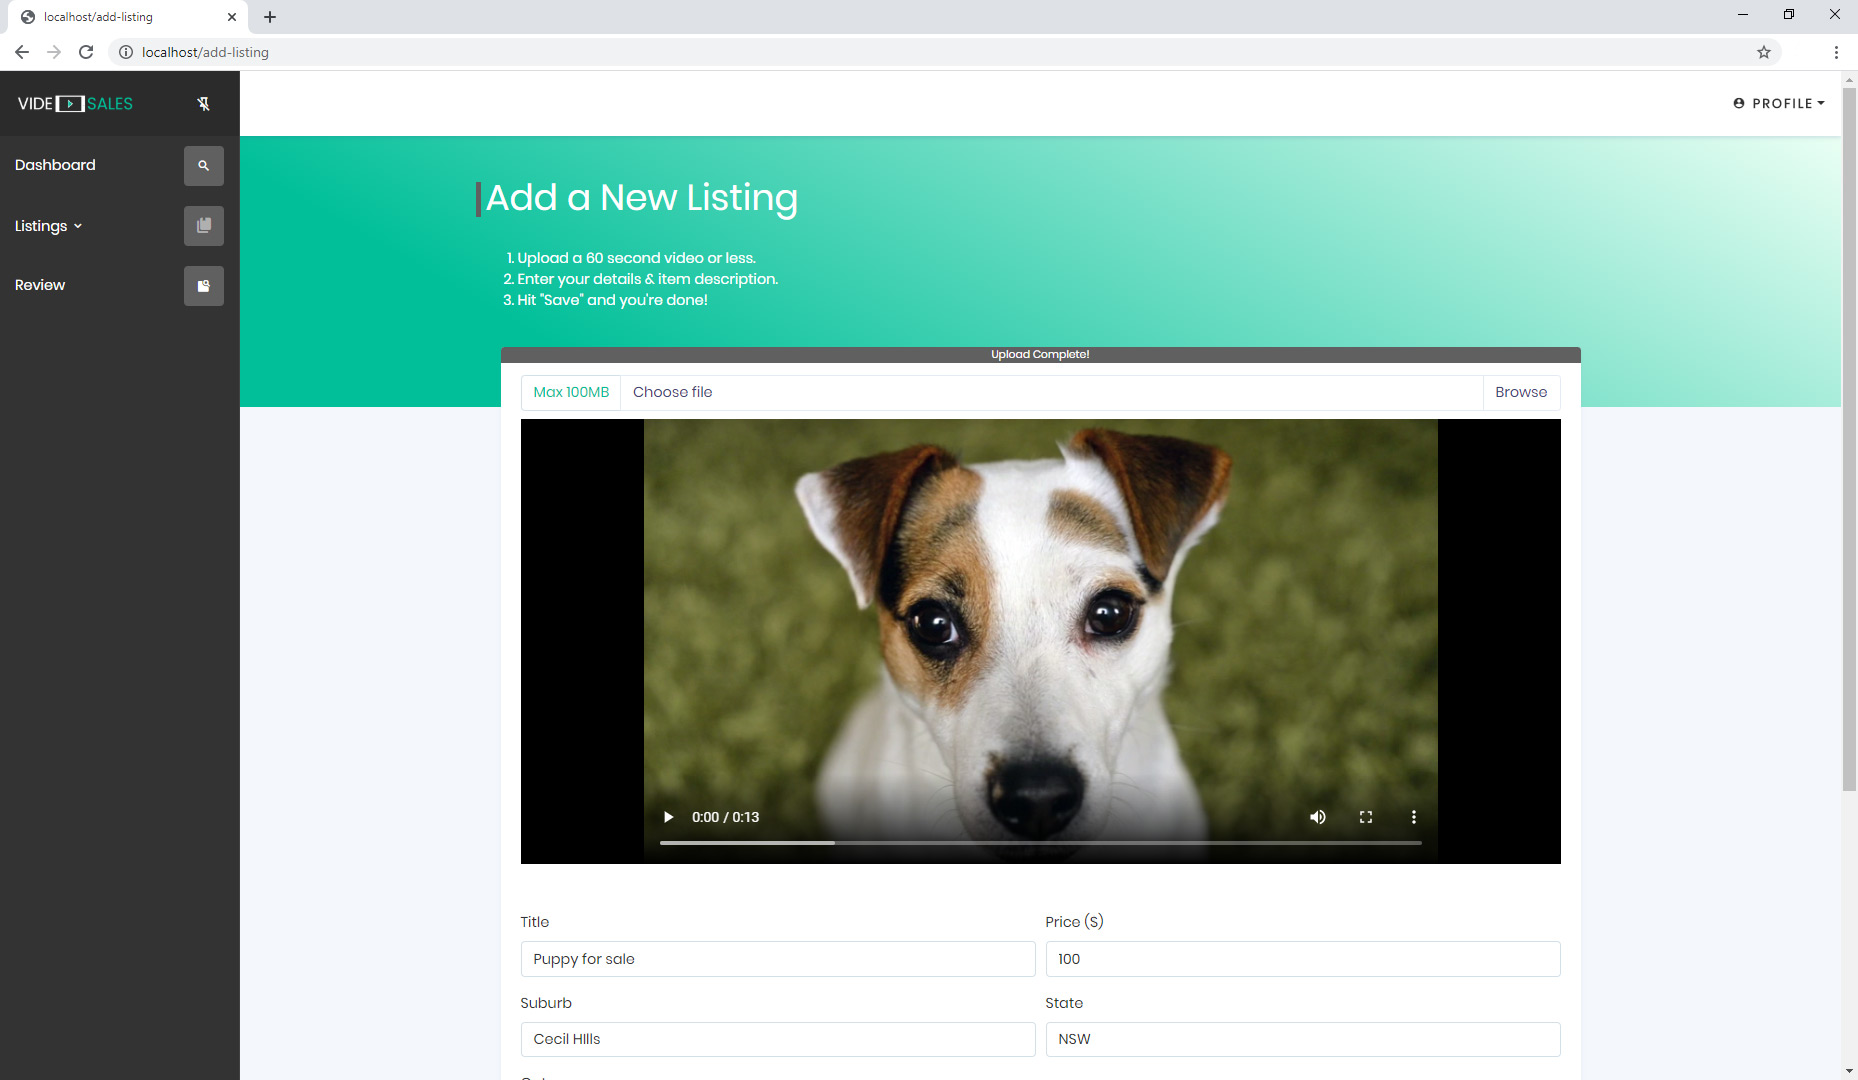 localhost/add-listing
localhost/add-listing
VIDE SALES
PROFILE
Dashboard
Listings
Review
Add a New Listing
1. Upload a 60 second video or less.
2. Enter your details & item description.
3. Hit "Save" and you're done!
Upload Complete!
Max 100MB Choose file Browse
0:00 / 0:13
Title Price ($)
Puppy for sale 100
Suburb State
Cecil HIlls NSW